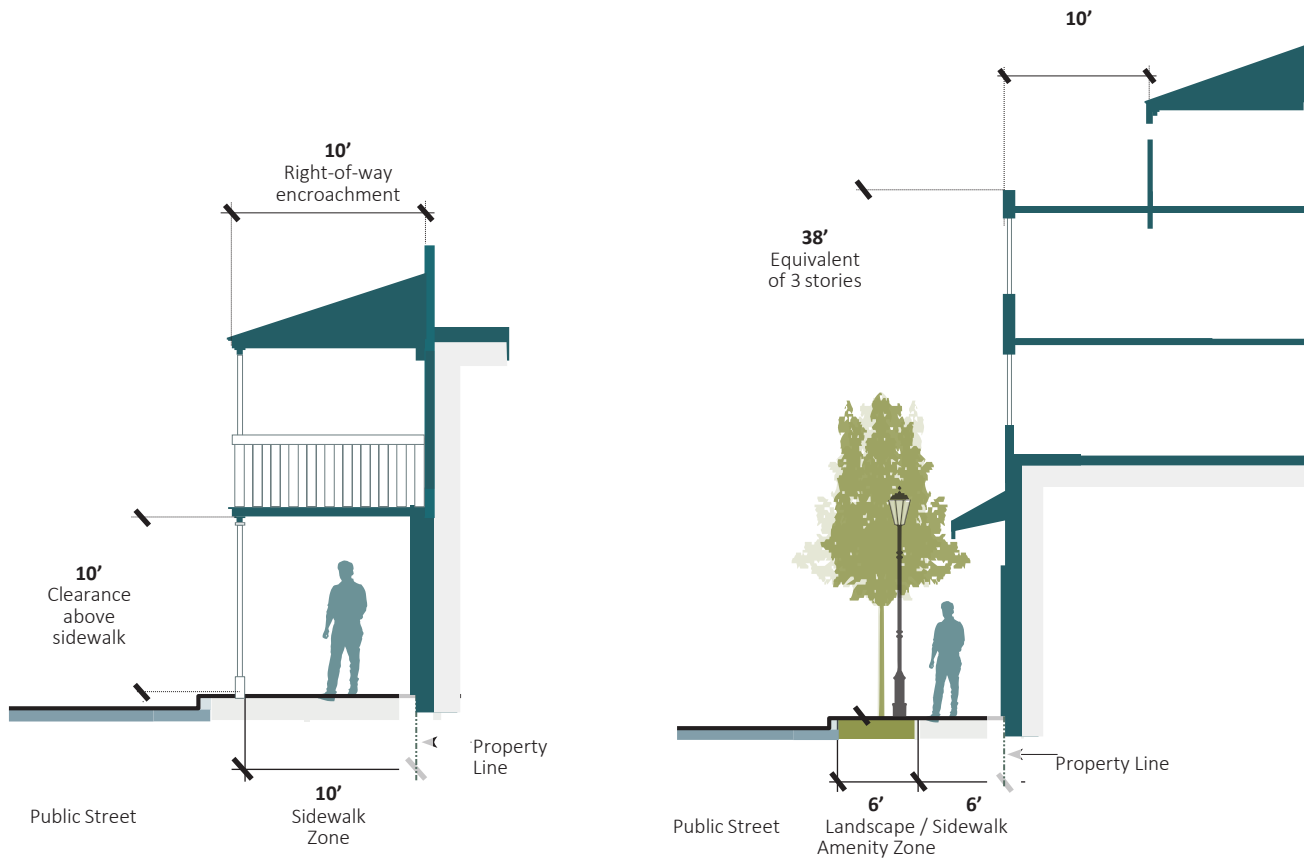 10’
Right-of-way
encroachment
10’
Clearance
above
sidewalk
Property
Line
10’
Sidewalk
Zone
Public Street
10’
38’
Equivalent
of 3 stories
Property Line
6’ 6’
Landscape / Sidewalk
Amenity Zone
Public Street